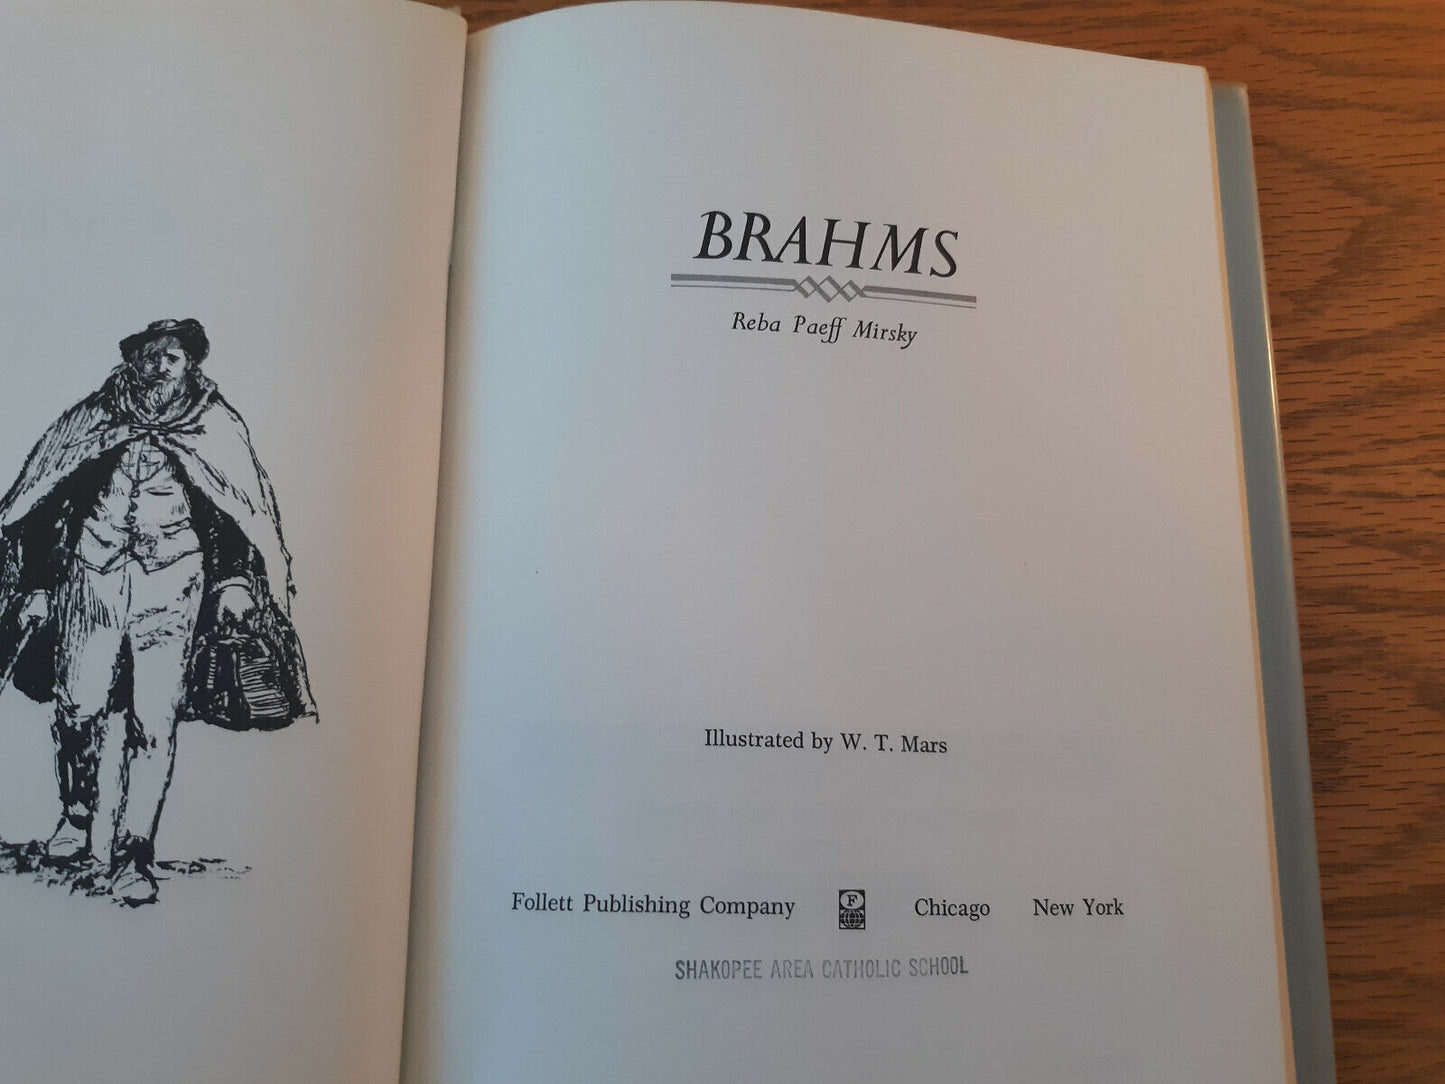 BRAHMS
Reba Paeff Mirsky
Illustrated by W. T. Mars
Follett Publishing Company F Chicago New York
SHAKOPEE AREA CATHOLIC SCHOOL